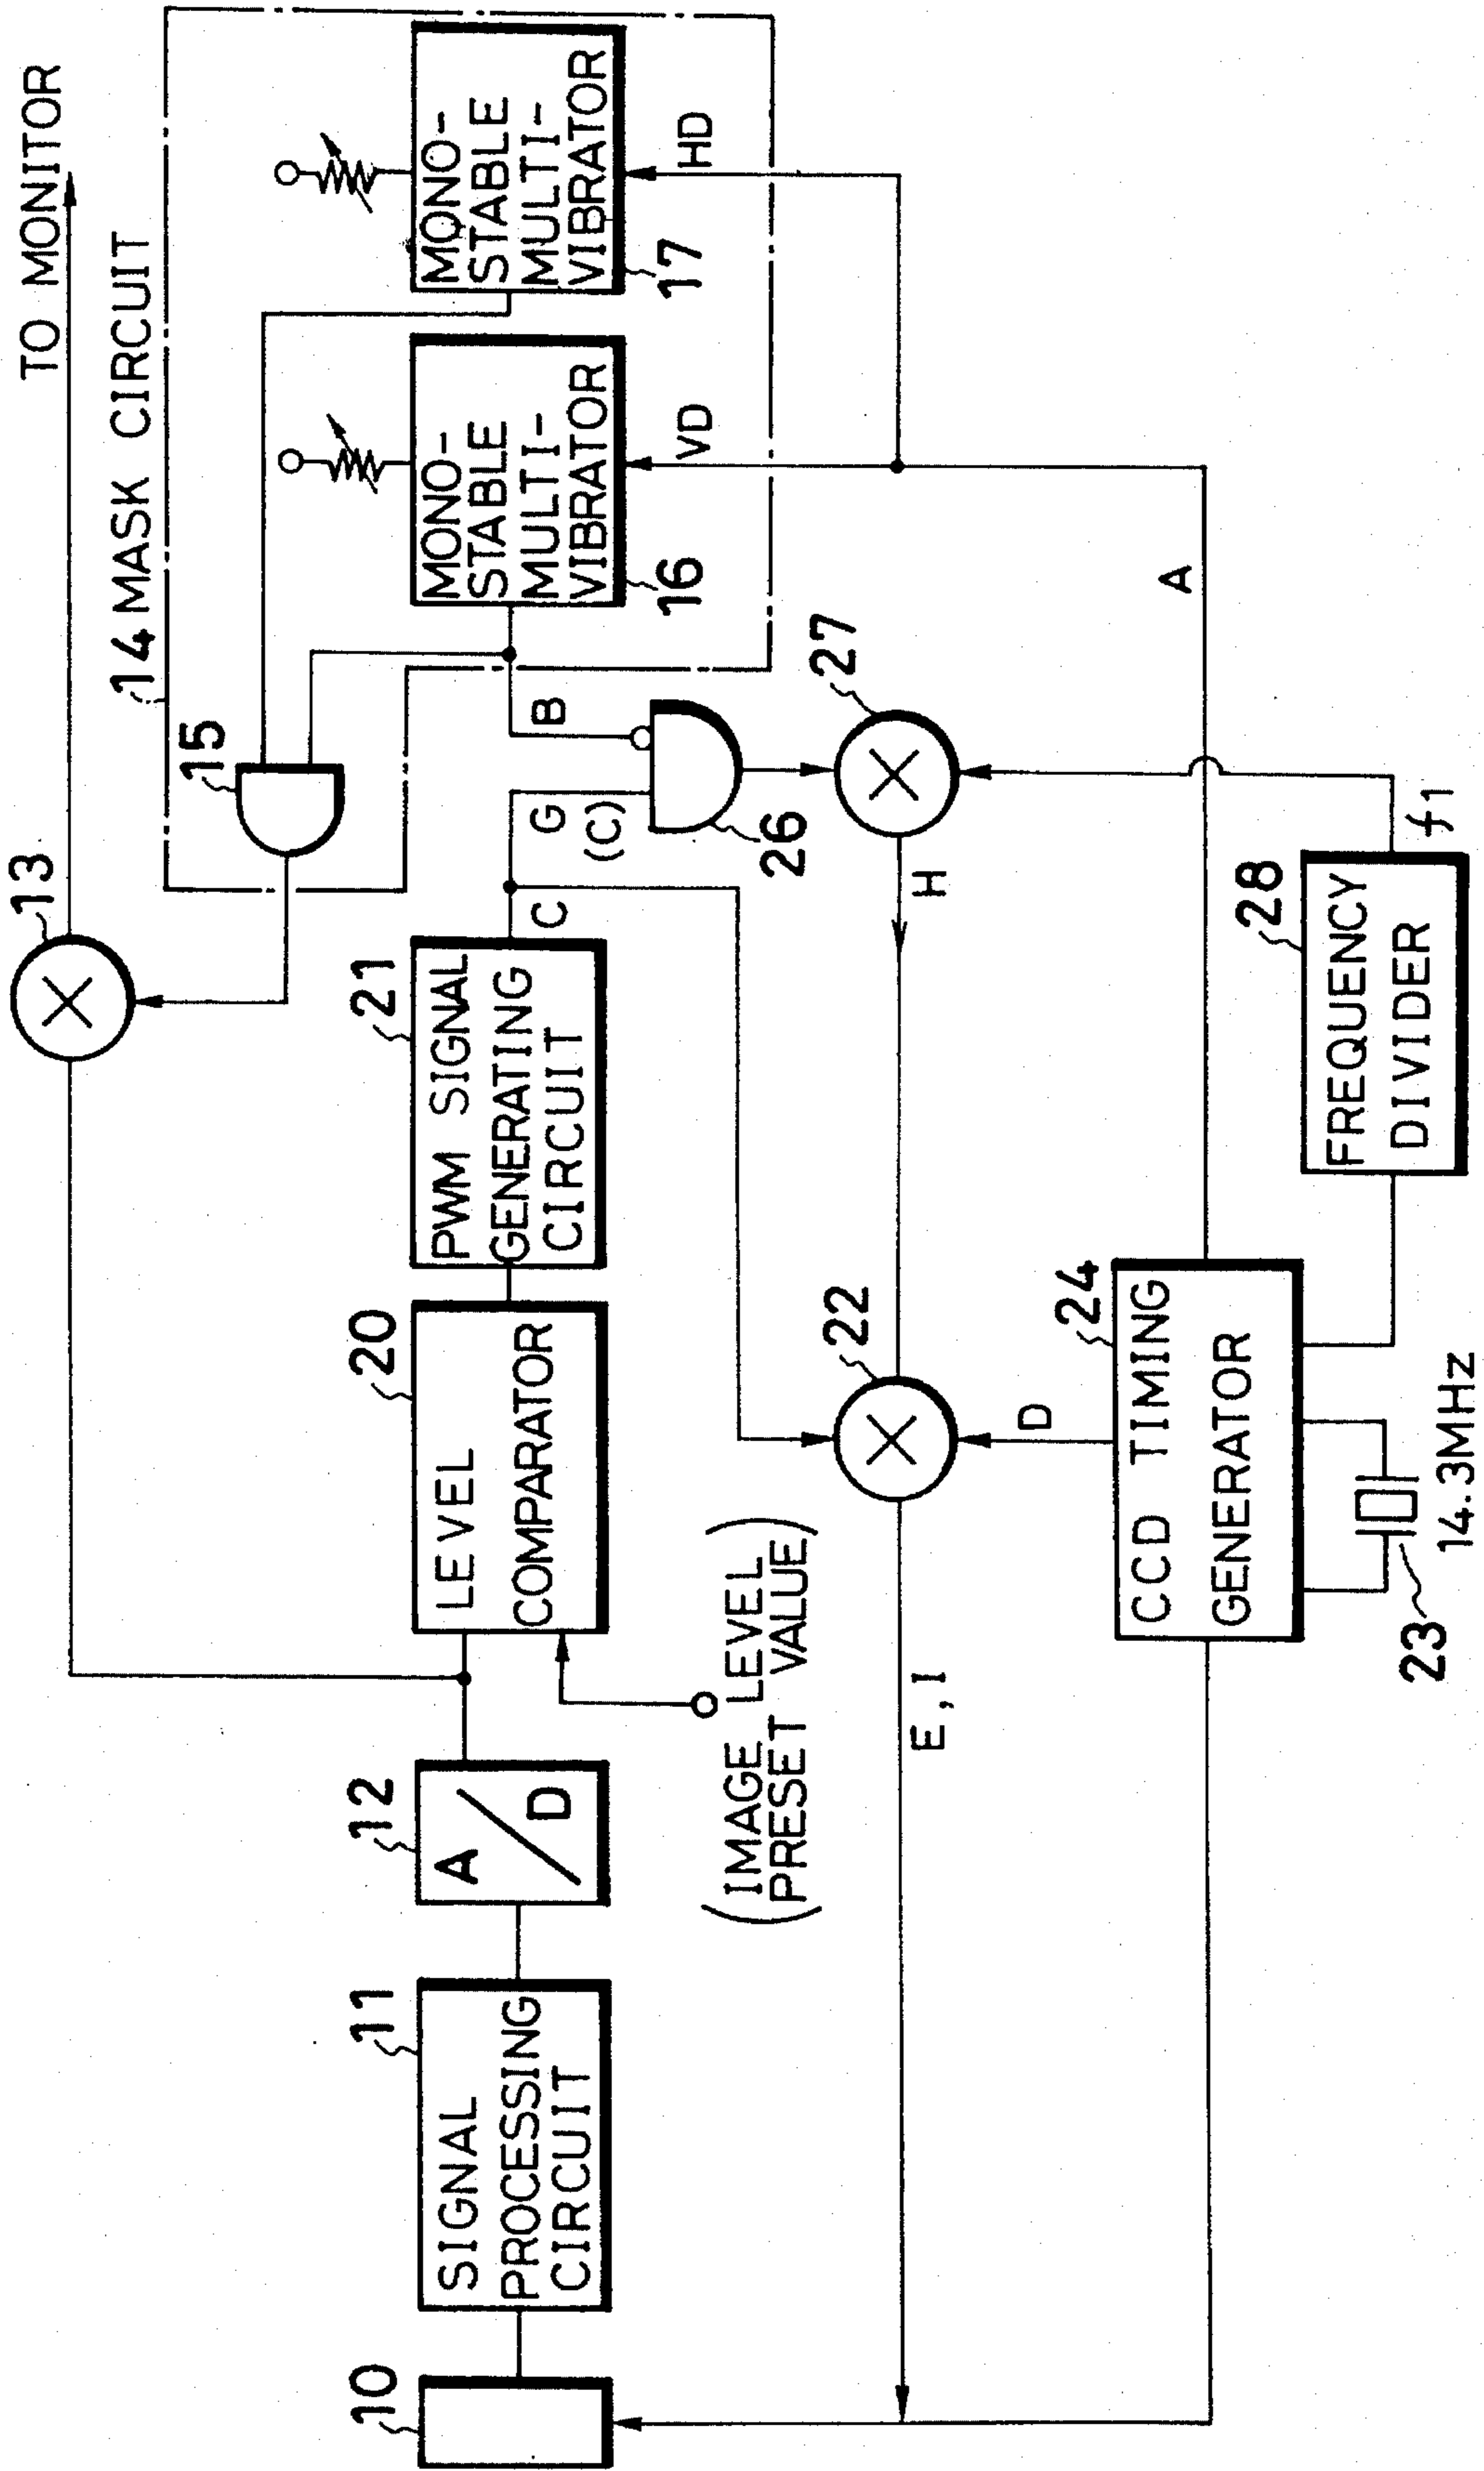 TO MONITOR
14 MASK CIRCUIT
13
15
MONO-
STABLE
MULTI-
VIBRATOR
16
MONO-
STABLE
MULTI-
VIBRATOR
17
VD
HD
10
11
SIGNAL
PROCESSING
CIRCUIT
12
A/D
20
LEVEL
COMPARATOR
21
PWM SIGNAL
GENERATING
CIRCUIT
C
G
(C)
B
26
(IMAGE LEVEL
PRESET VALUE)
22
27
H
E, I
D
A
24
CCD TIMING
GENERATOR
23
14.3MHz
28
FREQUENCY
DIVIDER
f1